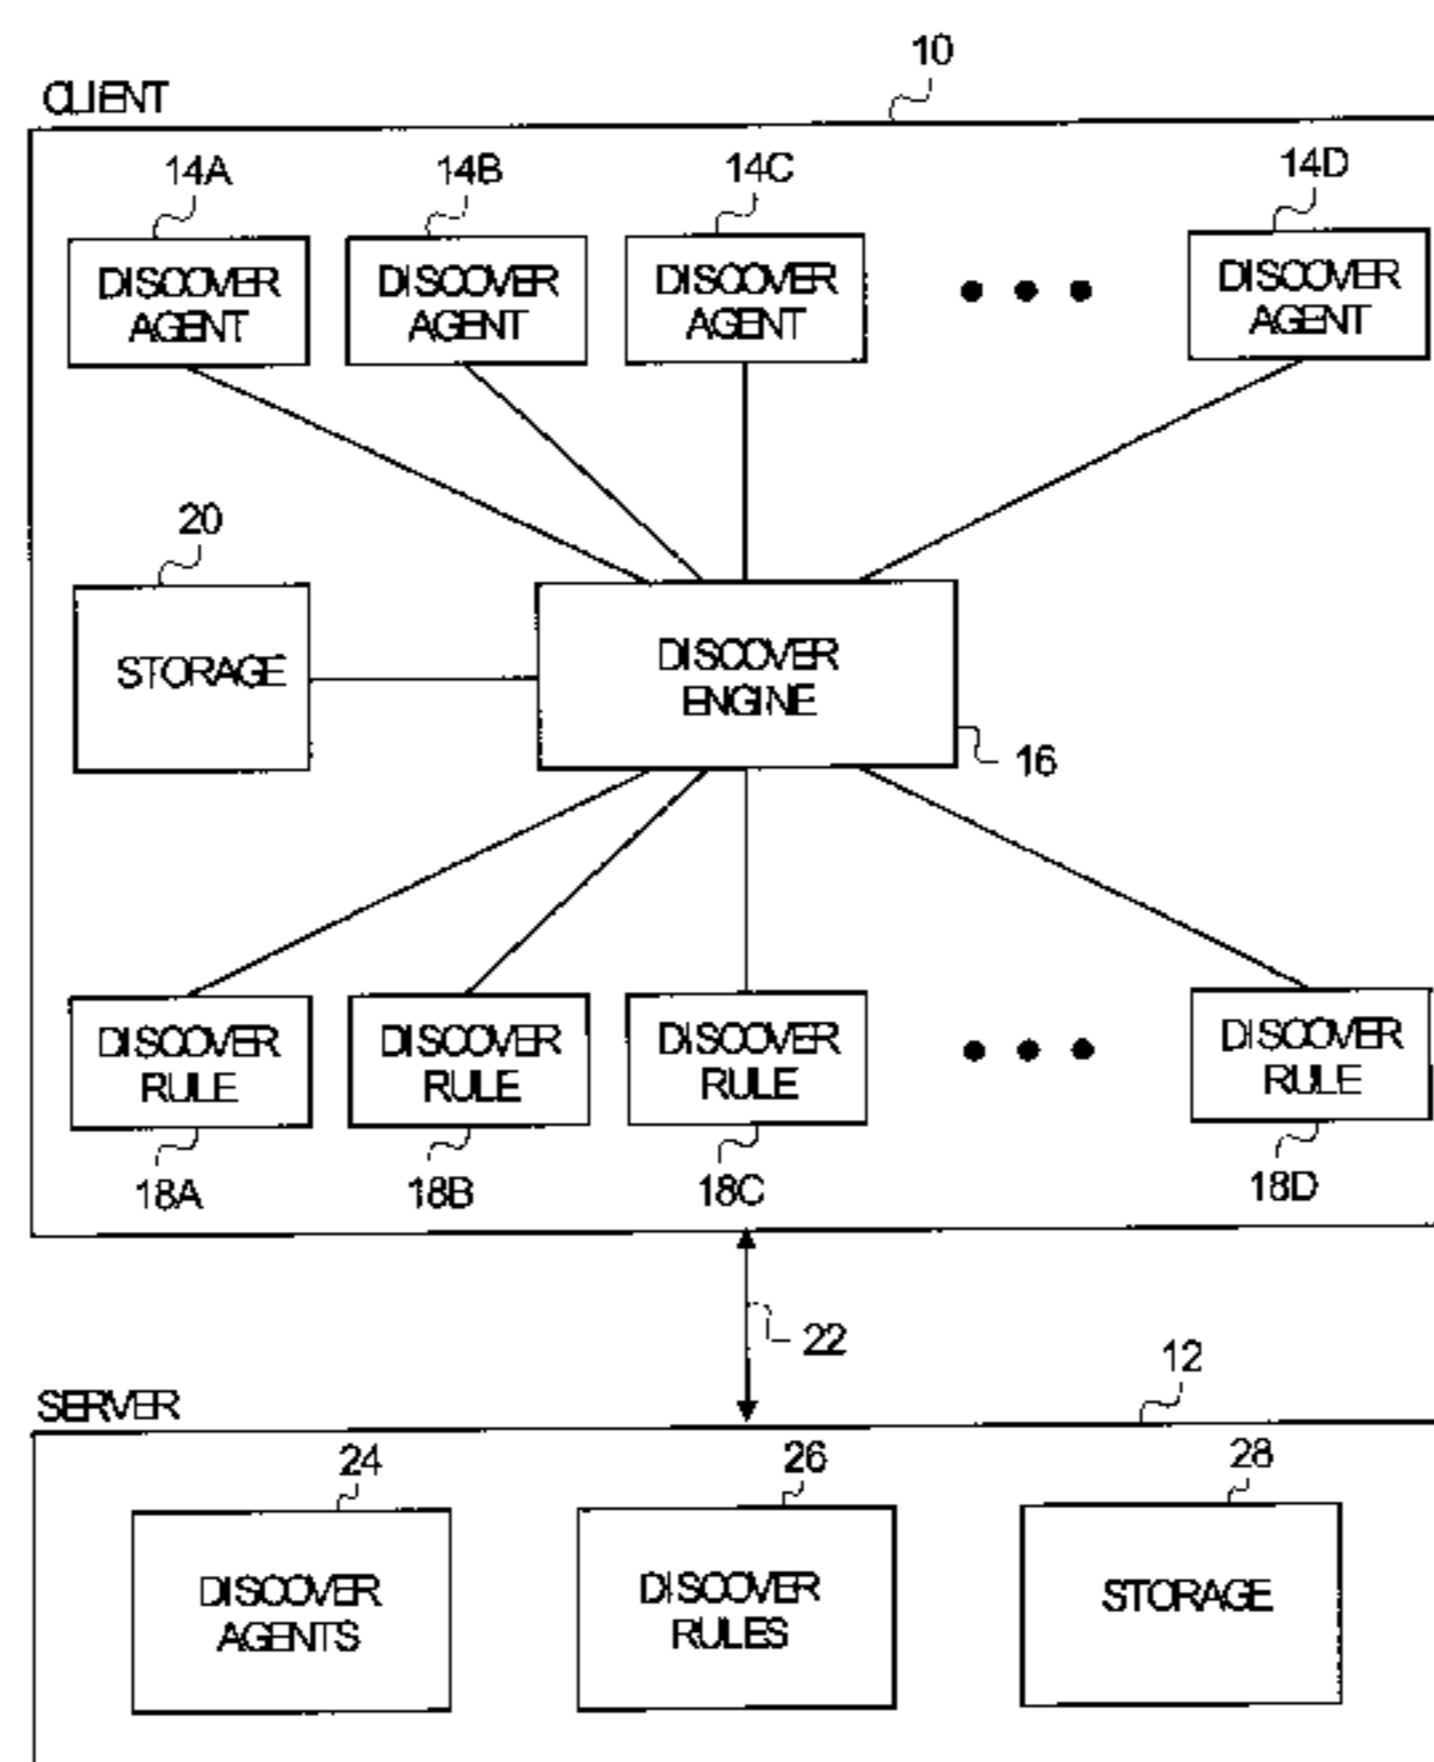 10
CLIENT
14A
14B
14C
14D
DISCOVER
AGENT
DISCOVER
AGENT
DISCOVER
AGENT
DISCOVER
AGENT
20
STORAGE
DISCOVER
ENGINE
16
DISCOVER
RULE
DISCOVER
RULE
DISCOVER
RULE
DISCOVER
RULE
18A
18B
18C
18D
22
12
SERVER
24
26
28
DISCOVER
AGENTS
DISCOVER
RULES
STORAGE